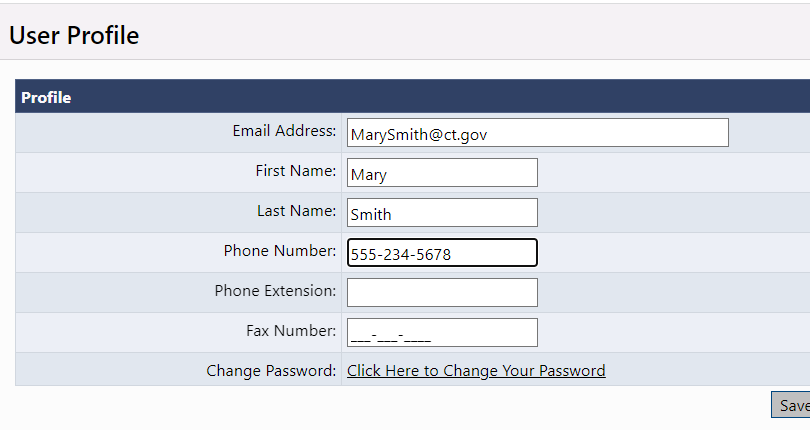 User Profile
Profile
Email Address: MarySmith@ct.gov
First Name: Mary
Last Name: Smith
Phone Number: 555-234-5678
Phone Extension:
Fax Number: ___-___-____
Change Password: Click Here to Change Your Password
Save